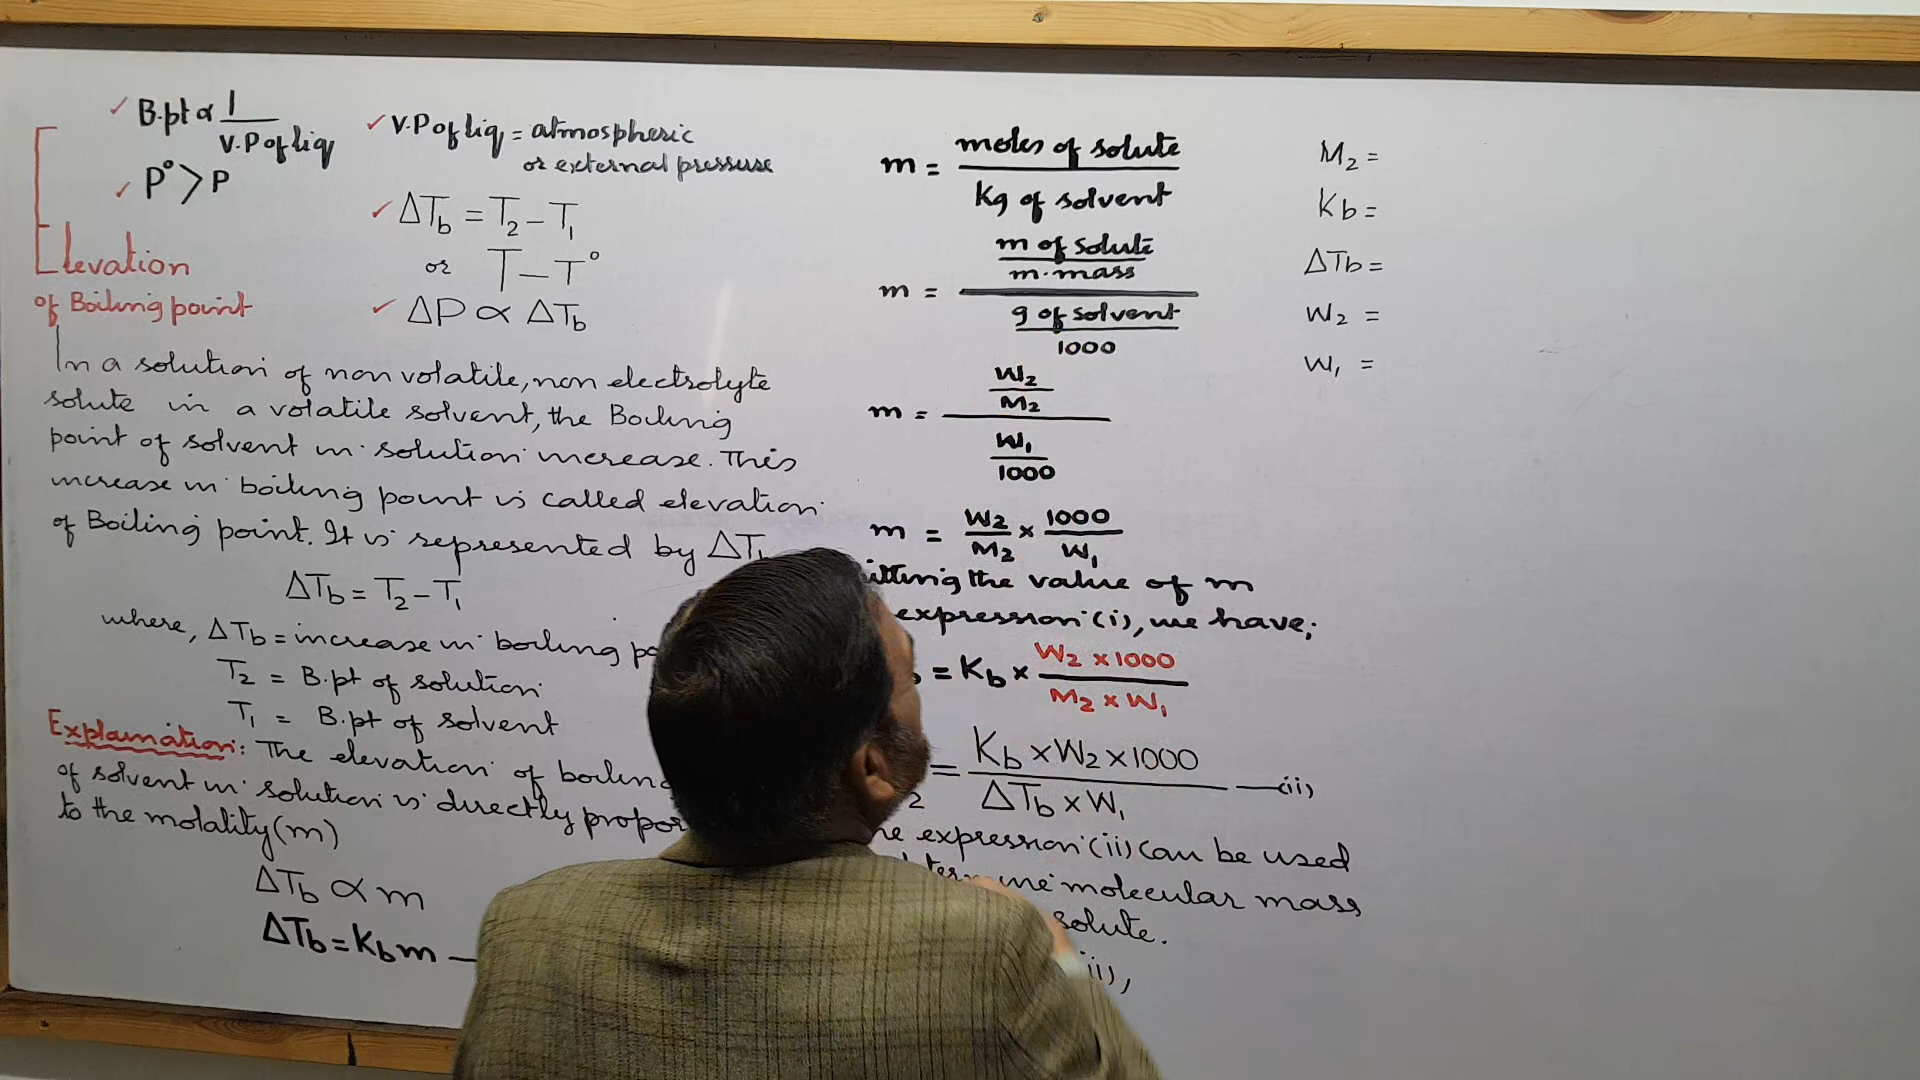 ✓ B.pt ∝ 1 / V.P of liq
✓ P° > P
Elevation
of Boiling point
✓ V.P of liq = atmospheric
or external pressure
✓ ΔTb = T2 - T1
or T - T°
✓ ΔP ∝ ΔTb
In a solution of non volatile, non electrolyte
solute in a volatile solvent, the Boiling
point of solvent in solution increase. This
increase in boiling point is called elevation
of Boiling point. It is represented by ΔT
ΔTb = T2 - T1
where, ΔTb = increase in boiling po
T2 = B.pt of solution
T1 = B.pt of solvent
Explaination: The elevation of boiling
of solvent in solution is directly propor
to the molality (m)
ΔTb ∝ m
ΔTb = Kb m —
m = moles of solute / Kg of solvent
m = (m of solute / m. mass) / (g of solvent / 1000)
m = (W2 / M2) / (W1 / 1000)
m = W2 / M2 × 1000 / W1
itting the value of m
expression (i), we have;
= Kb × W2 × 1000 / M2 × W1
2 = Kb × W2 × 1000 / ΔTb × W1 — (ii)
expression (ii) can be used
molecular mass
solute.
ii),
M2 =
Kb =
ΔTb =
W2 =
W1 =